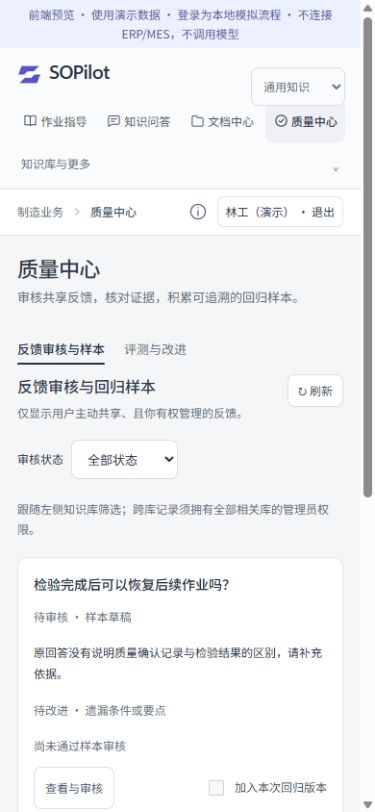 前端预览 • 使用演示数据 • 登录为本地模拟流程 • 不连接
ERP/MES，不调用模型
SOPilot
通用知识
作业指导
知识问答
文档中心
质量中心
知识库与更多
制造业务 > 质量中心
林工（演示） • 退出
质量中心
审核共享反馈，核对证据，积累可追溯的回归样本。
反馈审核与样本
评测与改进
反馈审核与回归样本
↻ 刷新
仅显示用户主动共享、且你有权管理的反馈。
审核状态
全部状态
跟随左侧知识库筛选；跨库记录须拥有全部相关库的管理员权
限。
检验完成后可以恢复后续作业吗？
待审核 • 样本草稿
原回答没有说明质量确认记录与检验结果的区别，请补充
依据。
待改进 • 遗漏条件或要点
尚未通过样本审核
查看与审核
加入本次回归版本